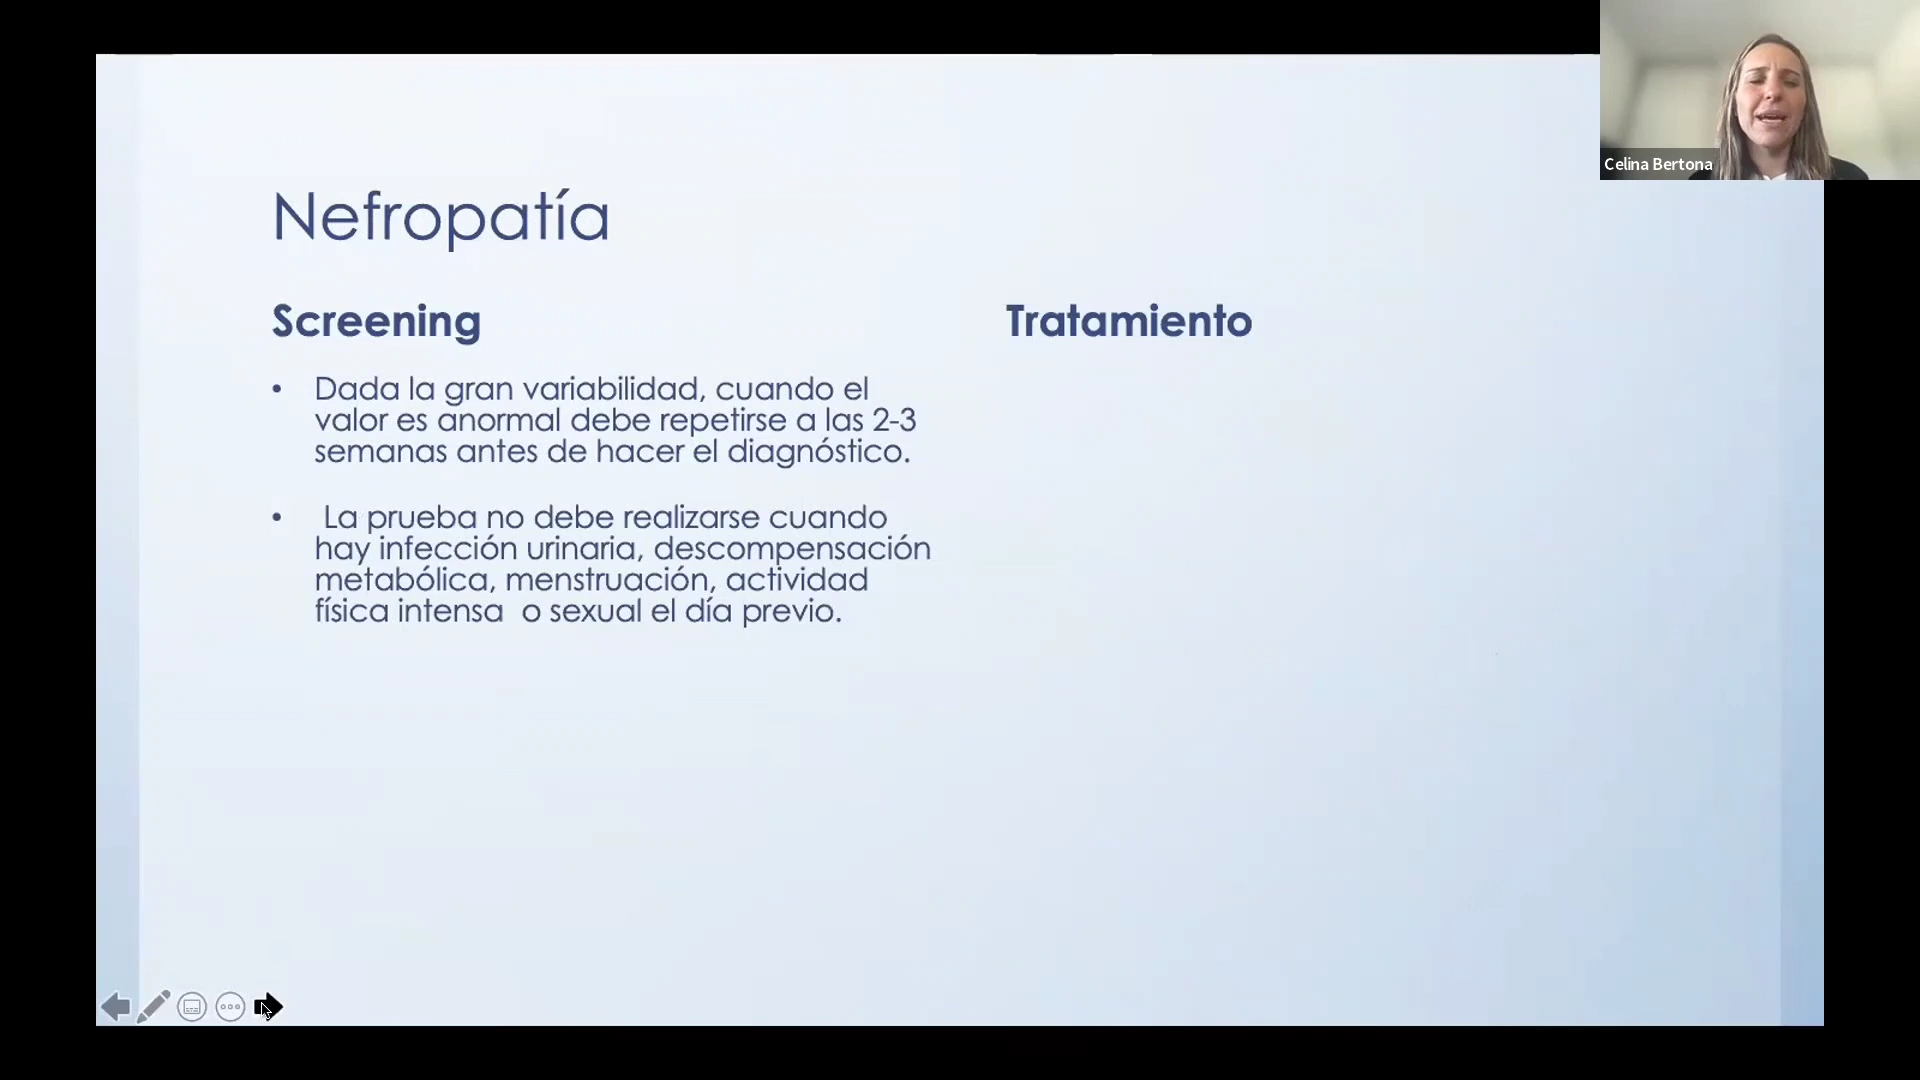 Celina Bertona
Nefropatía
Screening
• Dada la gran variabilidad, cuando el
valor es anormal debe repetirse a las 2-3
semanas antes de hacer el diagnóstico.
• La prueba no debe realizarse cuando
hay infección urinaria, descompensación
metabólica, menstruación, actividad
física intensa o sexual el día previo.
Tratamiento